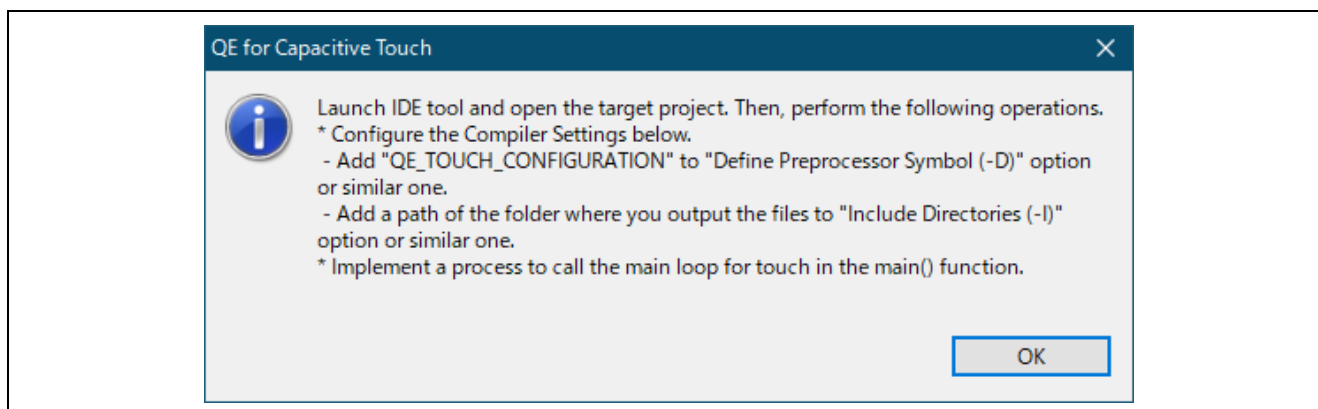 QE for Capacitive Touch
Launch IDE tool and open the target project. Then, perform the following operations.
* Configure the Compiler Settings below.
- Add "QE_TOUCH_CONFIGURATION" to "Define Preprocessor Symbol (-D)" option
or similar one.
- Add a path of the folder where you output the files to "Include Directories (-I)"
option or similar one.
* Implement a process to call the main loop for touch in the main() function.
OK